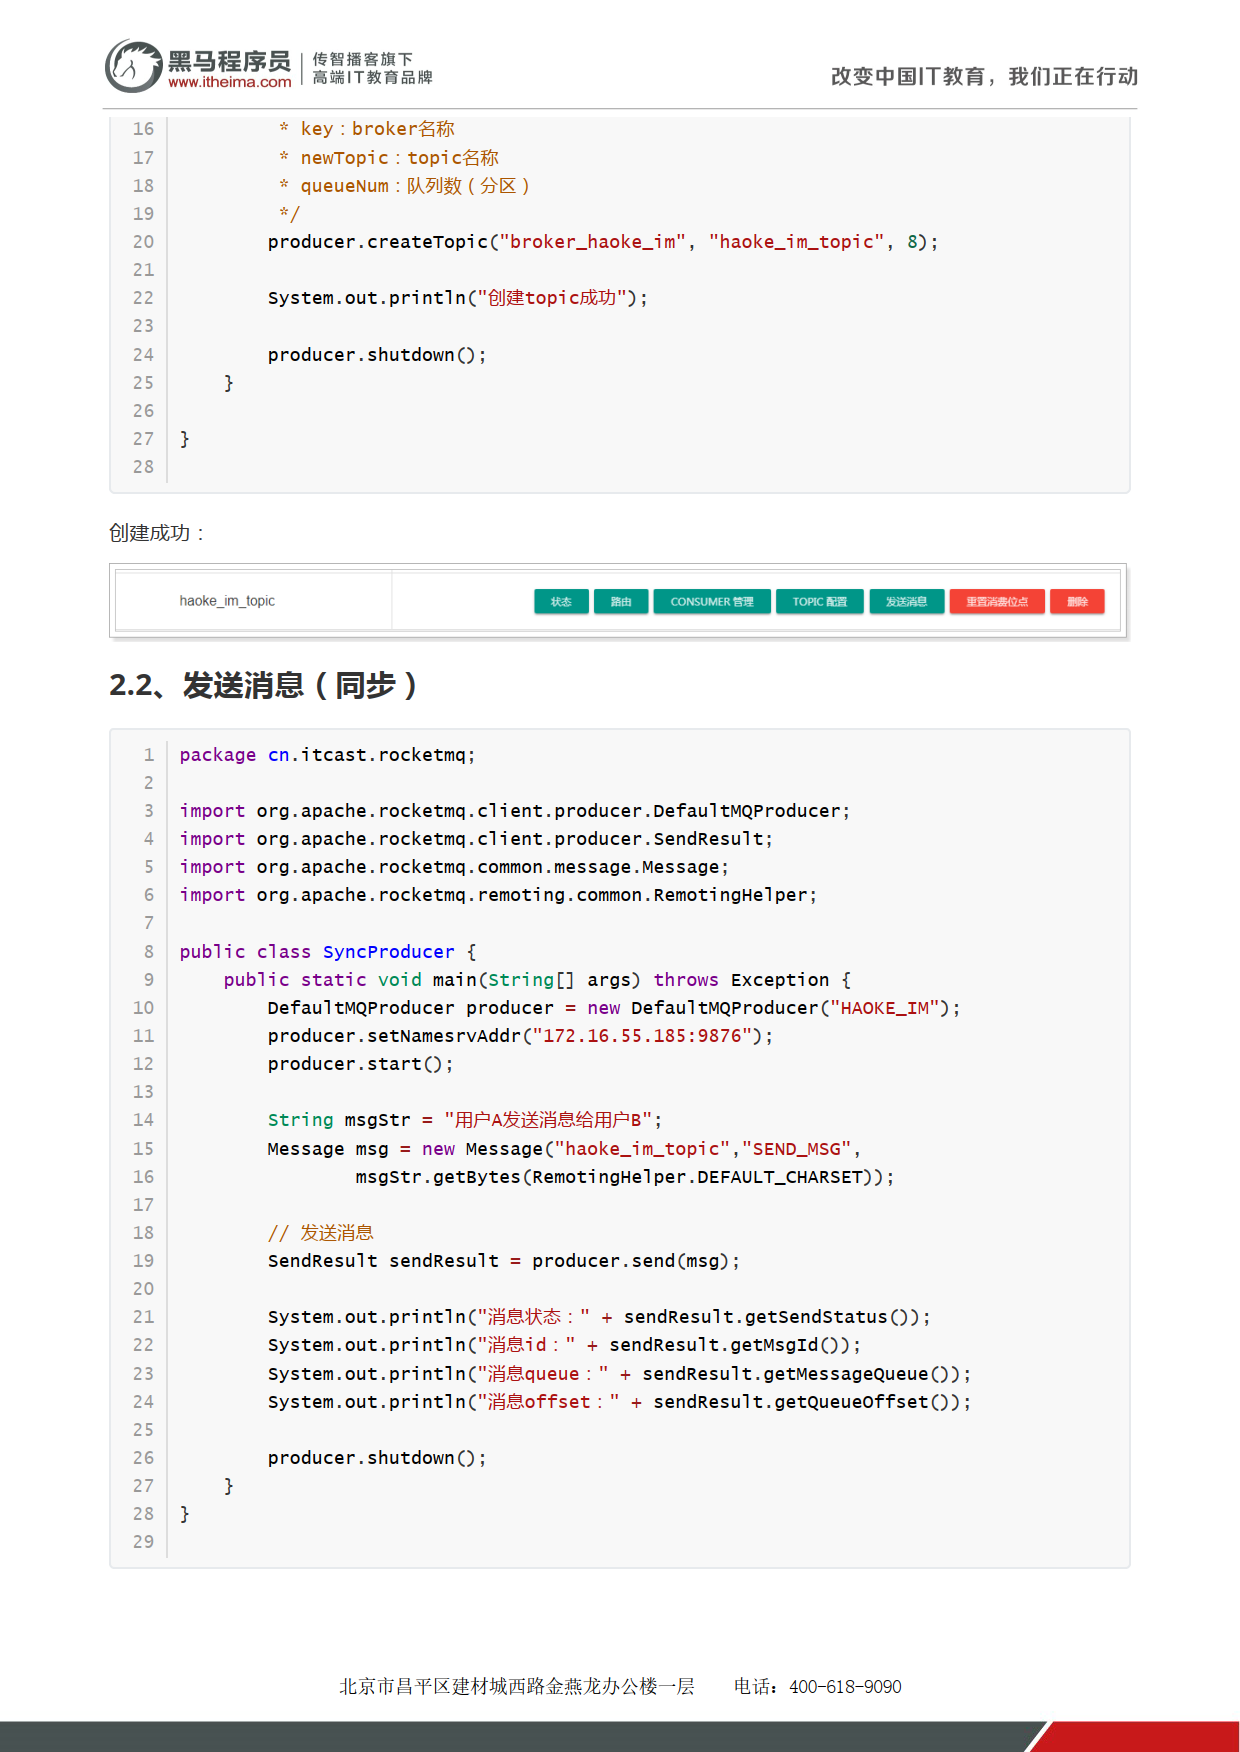 黑马程序员
www.itheima.com
传智播客旗下
高端IT教育品牌
改变中国IT教育，我们正在行动
16 * key：broker名称
17 * newTopic：topic名称
18 * queueNum：队列数（分区）
19 */
20 producer.createTopic("broker_haoke_im", "haoke_im_topic", 8);
21
22 System.out.println("创建topic成功");
23
24 producer.shutdown();
25 }
26
27 }
28
创建成功：
haoke_im_topic 状态 路由 CONSUMER 管理 TOPIC 配置 发送消息 重置消费位点 删除
2.2、发送消息（同步）
1 package cn.itcast.rocketmq;
2
3 import org.apache.rocketmq.client.producer.DefaultMQProducer;
4 import org.apache.rocketmq.client.producer.SendResult;
5 import org.apache.rocketmq.common.message.Message;
6 import org.apache.rocketmq.remoting.common.RemotingHelper;
7
8 public class SyncProducer {
9 public static void main(String[] args) throws Exception {
10 DefaultMQProducer producer = new DefaultMQProducer("HAOKE_IM");
11 producer.setNamesrvAddr("172.16.55.185:9876");
12 producer.start();
13
14 String msgStr = "用户A发送消息给用户B";
15 Message msg = new Message("haoke_im_topic","SEND_MSG",
16 msgStr.getBytes(RemotingHelper.DEFAULT_CHARSET));
17
18 // 发送消息
19 SendResult sendResult = producer.send(msg);
20
21 System.out.println("消息状态：" + sendResult.getSendStatus());
22 System.out.println("消息id：" + sendResult.getMsgId());
23 System.out.println("消息queue：" + sendResult.getMessageQueue());
24 System.out.println("消息offset：" + sendResult.getQueueOffset());
25
26 producer.shutdown();
27 }
28 }
29
北京市昌平区建材城西路金燕龙办公楼一层 电话：400-618-9090